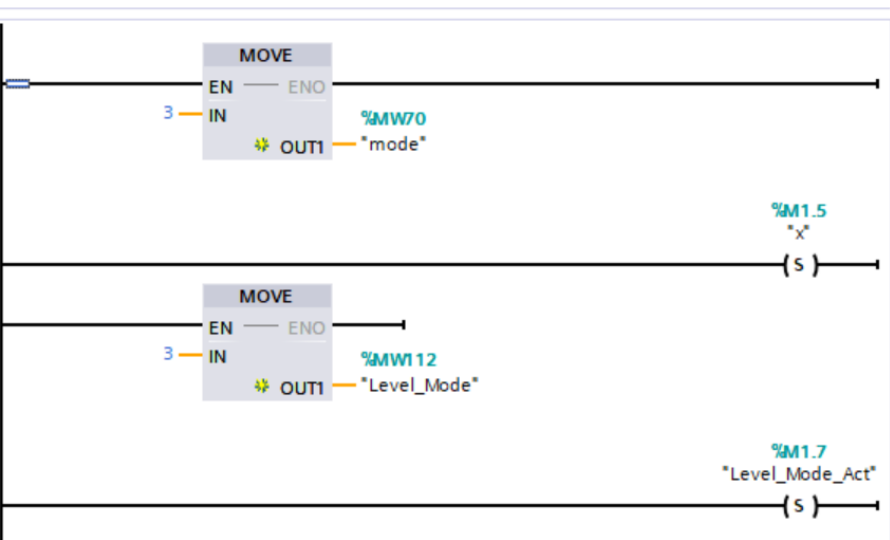 MOVE
EN ENO
3 IN
%MW70
OUT1 "mode"
%M1.5
"x"
( S )
MOVE
EN ENO
3 IN
%MW112
OUT1 "Level_Mode"
%M1.7
"Level_Mode_Act"
( S )